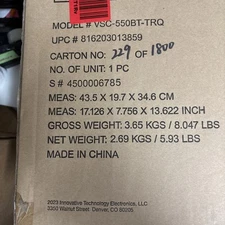 MODEL # VSC-550BT-TRQ
UPC # 816203013859
CARTON NO. 229 OF 1800
NO. OF UNIT: 1 PC
S # 4500006785
MEAS: 43.5 X 19.7 X 34.6 CM
MEAS: 17.126 X 7.756 X 13.622 INCH
GROSS WEIGHT: 3.65 KGS / 8.047 LBS
NET WEIGHT: 2.69 KGS / 5.93 LBS
MADE IN CHINA
2023 Innovative Technology Electronics, LLC
3300 Walnut Street Denver, CO 80205